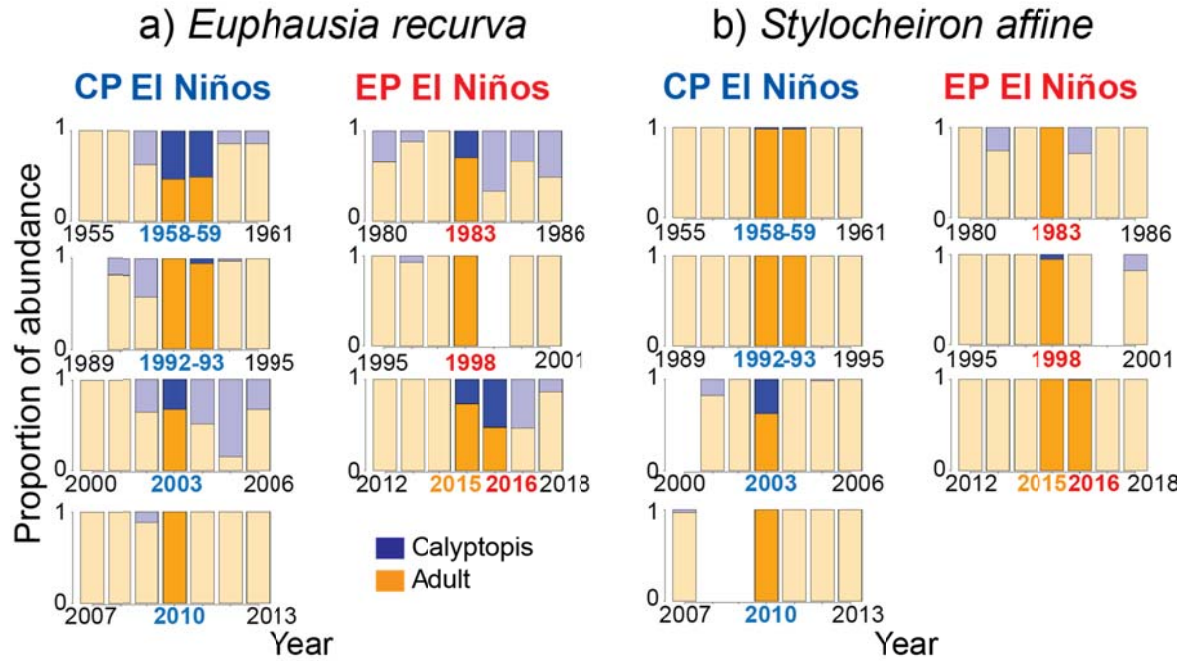 a) Euphausia recurva
b) Stylocheiron affine
CP El Niños
EP El Niños
CP El Niños
EP El Niños
Proportion of abundance
1
0
1955 1958-59 1961
1
0
1980 1983 1986
1
0
1955 1958-59 1961
1
0
1980 1983 1986
1
0
1989 1992-93 1995
1
0
1995 1998 2001
1
0
1989 1992-93 1995
1
0
1995 1998 2001
1
0
2000 2003 2006
1
0
2012 2015 2016 2018
1
0
2000 2003 2006
1
0
2012 2015 2016 2018
1
0
2007 2010 2013
Calyptopis
Adult
1
0
2007 2010 2013
Year
Year